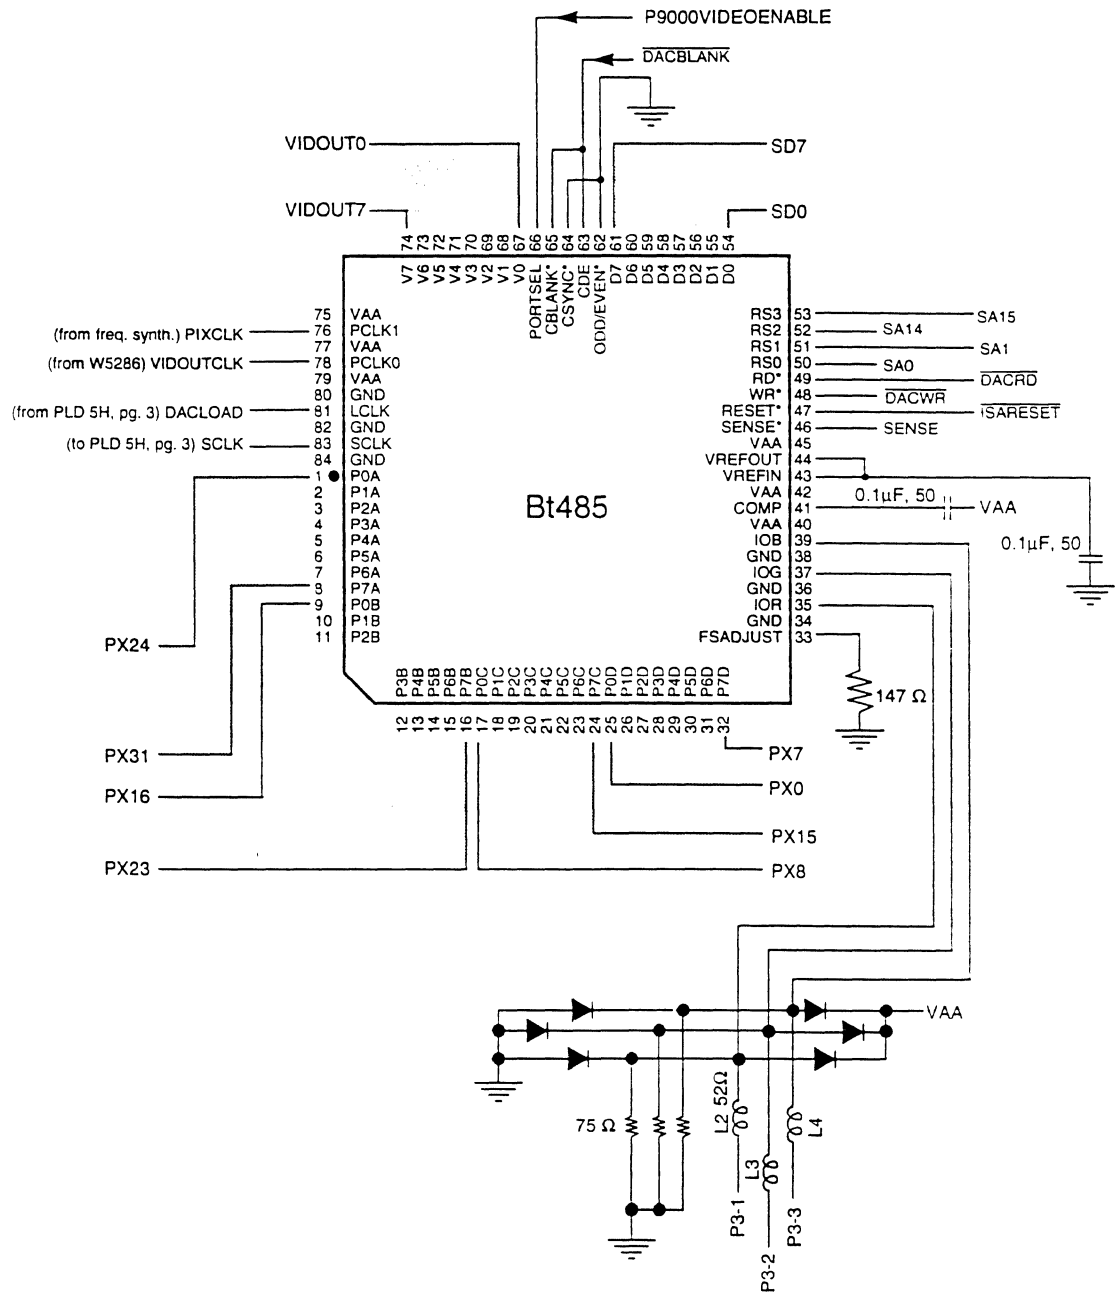 P9000VIDEOENABLE
DACBLANK
VIDOUT0
SD7
VIDOUT7
SD0
74 73 72 71 70 69 68 67 66 65 64 63 62 61 60 59 58 57 56 55 54
V7 V6 V5 V4 V3 V2 V1 V0 PORTSEL CBLANK* CSYNC* CDE ODD/EVEN* D7 D6 D5 D4 D3 D2 D1 D0
75 VAA
(from freq. synth.) PIXCLK 76 PCLK1
77 VAA
(from W5286) VIDOUTCLK 78 PCLK0
79 VAA
80 GND
(from PLD 5H, pg. 3) DACLOAD 81 LCLK
82 GND
(to PLD 5H, pg. 3) SCLK 83 SCLK
84 GND
1 P0A
2 P1A
3 P2A
4 P3A
5 P4A
6 P5A
7 P6A
8 P7A
9 P0B
10 P1B
11 P2B
Bt485
RS3 53 SA15
RS2 52 SA14
RS1 51 SA1
RS0 50 SA0
RD* 49 DACRD
WR* 48 DACWR
RESET* 47 ISARESET
SENSE* 46 SENSE
VAA 45
VREFOUT 44
VREFIN 43
VAA 42 0.1µF, 50
COMP 41 VAA
VAA 40
IOB 39 0.1µF, 50
GND 38
IOG 37
GND 36
IOR 35
GND 34
FSADJUST 33
147 Ω
P3B P4B P5B P6B P7B P0C P1C P2C P3C P4C P5C P6C P7C P0D P1D P2D P3D P4D P5D P6D P7D
12 13 14 15 16 17 18 19 20 21 22 23 24 25 26 27 28 29 30 31 32
PX24
PX31
PX16
PX23
PX7
PX0
PX15
PX8
VAA
75 Ω
L2 52Ω
L3
L4
P3-1
P3-2
P3-3